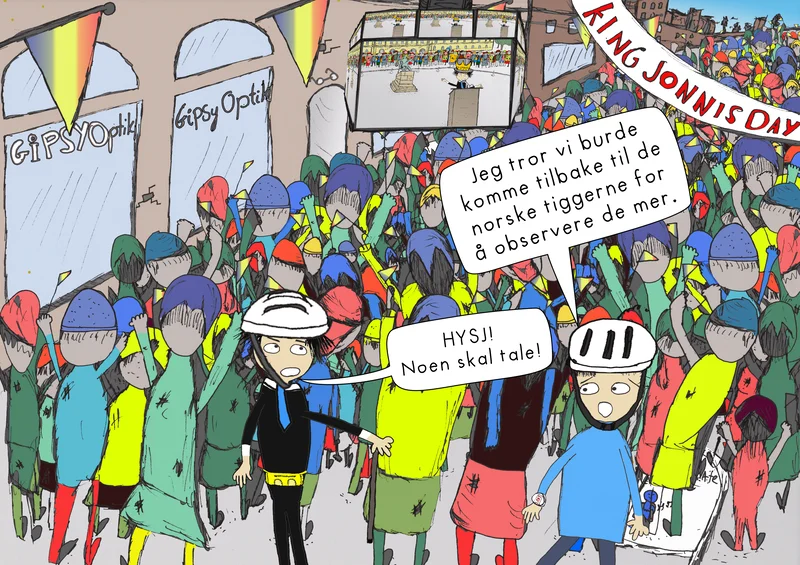 KING JONNIS DAY
GiPSYOptik
Gipsy Optik
Jeg tror vi burde
komme tilbake til de
norske tiggerne for
å observere de mer.
HYSJ!
Noen skal tale!